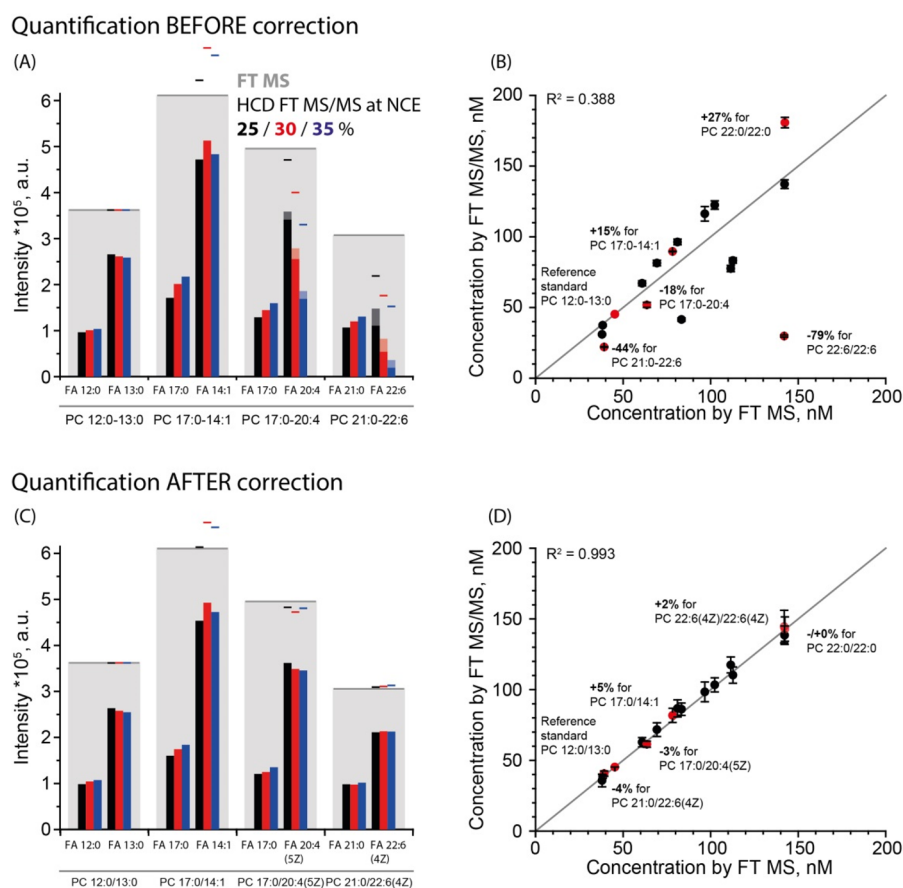 Quantification BEFORE correction
(A)
FT MS
HCD FT MS/MS at NCE
25 / 30 / 35 %
Intensity *10⁵, a.u.
6
5
4
3
2
1
0
FA 12:0 FA 13:0 FA 17:0 FA 14:1 FA 17:0 FA 20:4 FA 21:0 FA 22:6
PC 12:0-13:0 PC 17:0-14:1 PC 17:0-20:4 PC 21:0-22:6
(B)
R² = 0.388
Concentration by FT MS/MS, nM
200
150
100
50
0
+27% for
PC 22:0/22:0
+15% for
PC 17:0-14:1
Reference
standard
PC 12:0-13:0
-18% for
PC 17:0-20:4
-44% for
PC 21:0-22:6
-79% for
PC 22:6/22:6
0 50 100 150 200
Concentration by FT MS, nM
Quantification AFTER correction
(C)
Intensity *10⁵, a.u.
6
5
4
3
2
1
0
FA 12:0 FA 13:0 FA 17:0 FA 14:1 FA 17:0 FA 20:4 FA 21:0 FA 22:6
(5Z) (4Z)
PC 12:0/13:0 PC 17:0/14:1 PC 17:0/20:4(5Z) PC 21:0/22:6(4Z)
(D)
R² = 0.993
Concentration by FT MS/MS, nM
200
150
100
50
0
+2% for
PC 22:6(4Z)/22:6(4Z)
-/+0% for
PC 22:0/22:0
+5% for
PC 17:0/14:1
Reference
standard
PC 12:0/13:0
-3% for
PC 17:0/20:4(5Z)
-4% for
PC 21:0/22:6(4Z)
0 50 100 150 200
Concentration by FT MS, nM